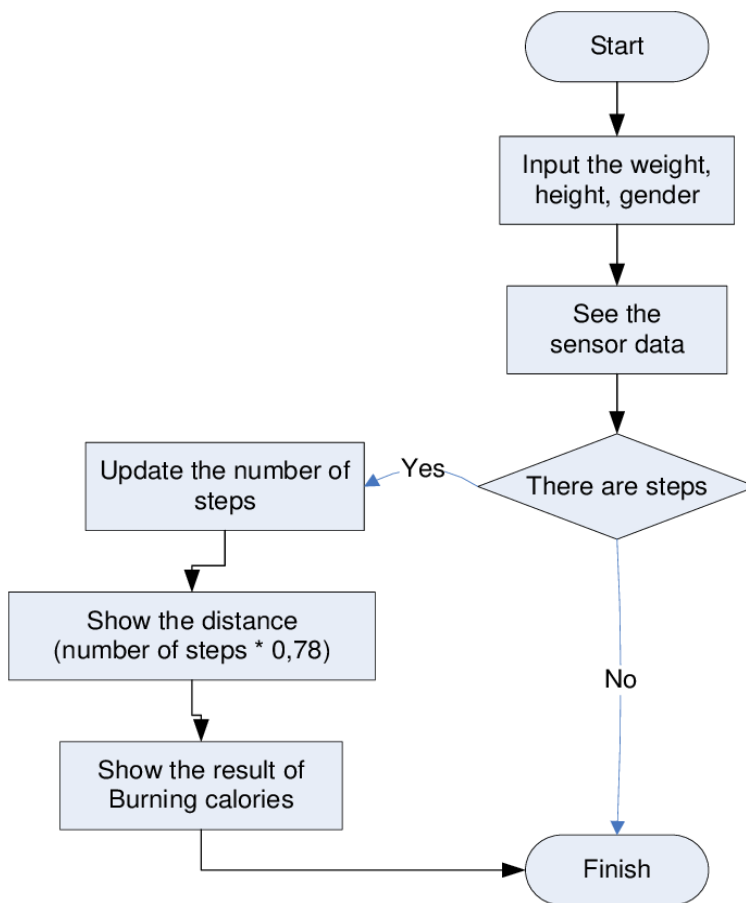 Start
Input the weight,
height, gender
See the
sensor data
There are steps
Yes
Update the number of
steps
Show the distance
(number of steps * 0,78)
Show the result of
Burning calories
No
Finish